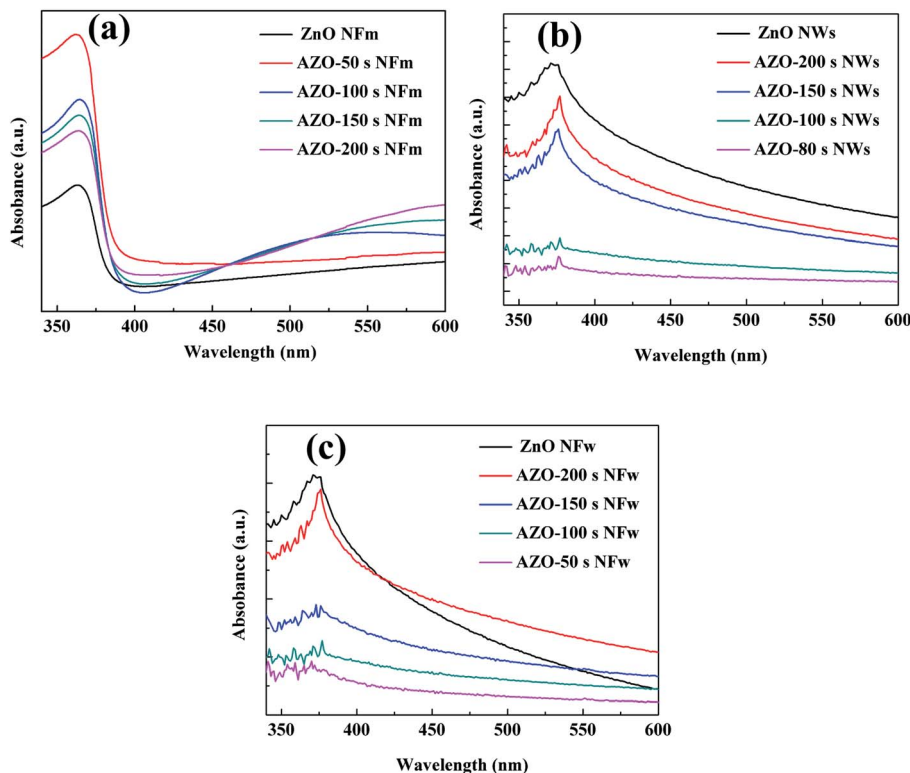 (a)
ZnO NFm
AZO-50 s NFm
AZO-100 s NFm
AZO-150 s NFm
AZO-200 s NFm
Absobance (a.u.)
350 400 450 500 550 600
Wavelength (nm)
(b)
ZnO NWs
AZO-200 s NWs
AZO-150 s NWs
AZO-100 s NWs
AZO-80 s NWs
Absobance (a.u.)
350 400 450 500 550 600
Wavelength (nm)
(c)
ZnO NFw
AZO-200 s NFw
AZO-150 s NFw
AZO-100 s NFw
AZO-50 s NFw
Absobance (a.u.)
350 400 450 500 550 600
Wavelength (nm)